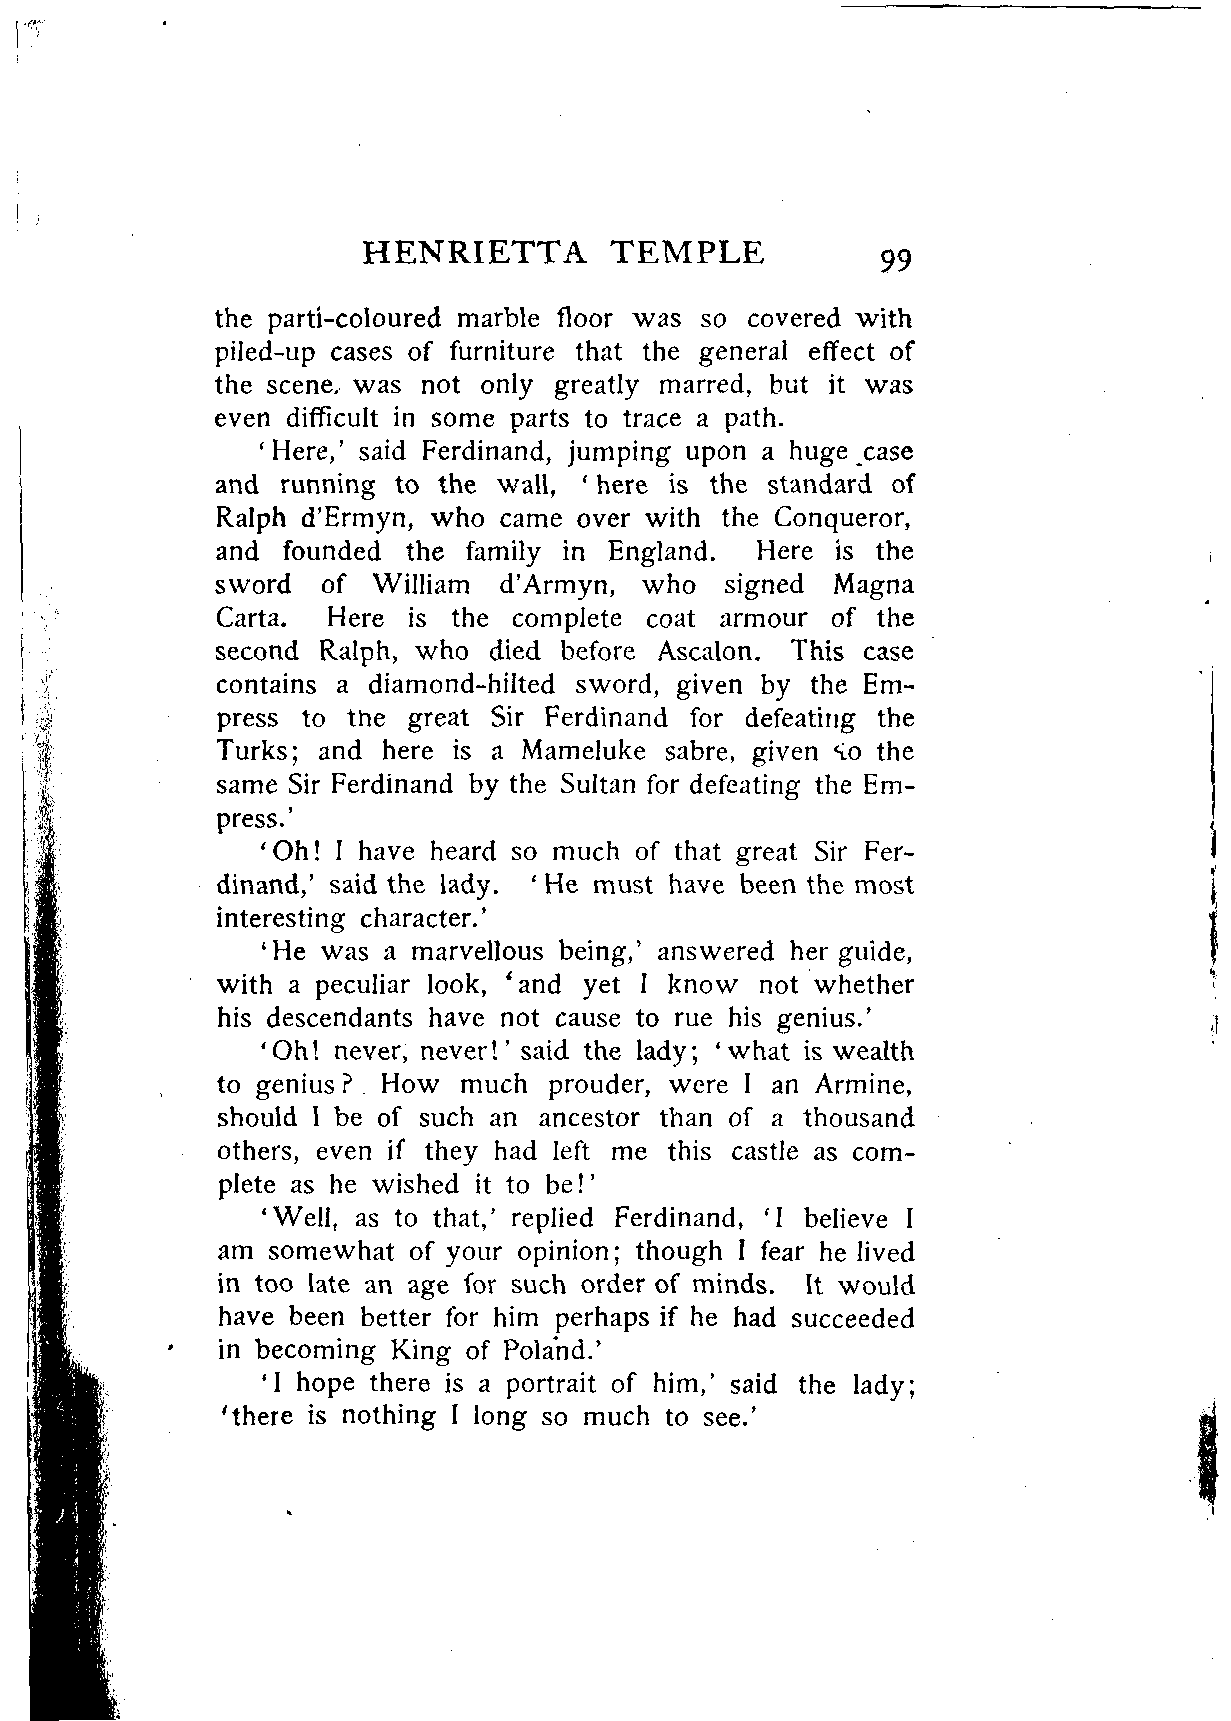 HENRIETTA TEMPLE 99
the parti-coloured marble floor was so covered with
piled-up cases of furniture that the general effect of
the scene, was not only greatly marred, but it was
even difficult in some parts to trace a path.
‘Here,’ said Ferdinand, jumping upon a huge case
and running to the wall, ‘here is the standard of
Ralph d’Ermyn, who came over with the Conqueror,
and founded the family in England. Here is the
sword of William d’Armyn, who signed Magna
Carta. Here is the complete coat armour of the
second Ralph, who died before Ascalon. This case
contains a diamond-hilted sword, given by the Em-
press to the great Sir Ferdinand for defeating the
Turks; and here is a Mameluke sabre, given to the
same Sir Ferdinand by the Sultan for defeating the Em-
press.’
‘Oh! I have heard so much of that great Sir Fer-
dinand,’ said the lady. ‘He must have been the most
interesting character.’
‘He was a marvellous being,’ answered her guide,
with a peculiar look, ‘and yet I know not whether
his descendants have not cause to rue his genius.’
‘Oh! never, never!’ said the lady; ‘what is wealth
to genius? How much prouder, were I an Armine,
should I be of such an ancestor than of a thousand
others, even if they had left me this castle as com-
plete as he wished it to be!’
‘Well, as to that,’ replied Ferdinand, ‘I believe I
am somewhat of your opinion; though I fear he lived
in too late an age for such order of minds. It would
have been better for him perhaps if he had succeeded
in becoming King of Poland.’
‘I hope there is a portrait of him,’ said the lady;
‘there is nothing I long so much to see.’